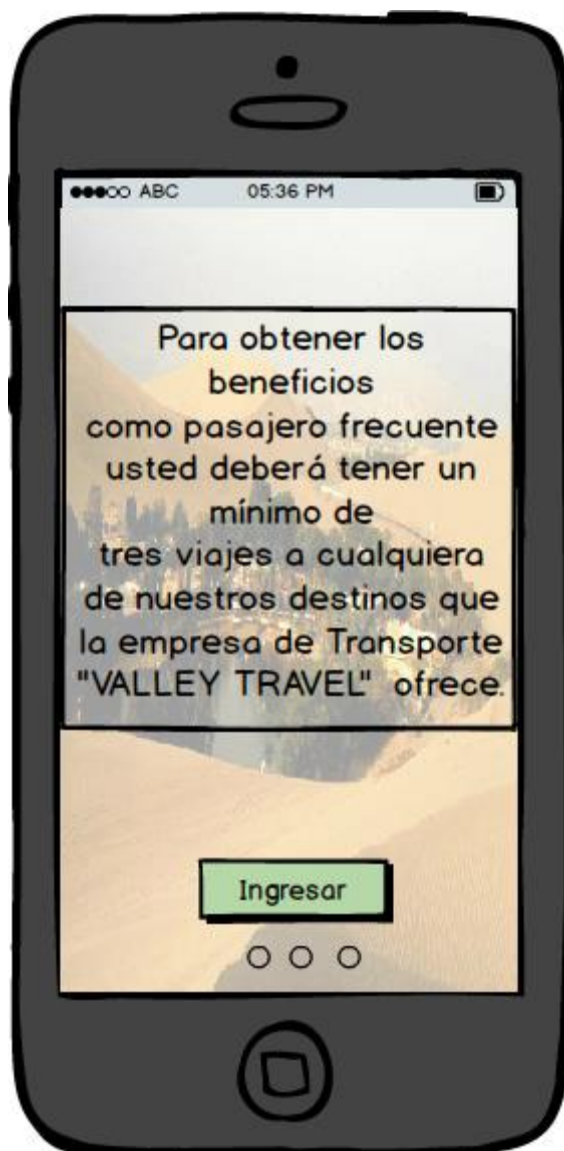 ABC 05:36 PM
Para obtener los
beneficios
como pasajero frecuente
usted deberá tener un
mínimo de
tres viajes a cualquiera
de nuestros destinos que
la empresa de Transporte
"VALLEY TRAVEL" ofrece.
Ingresar